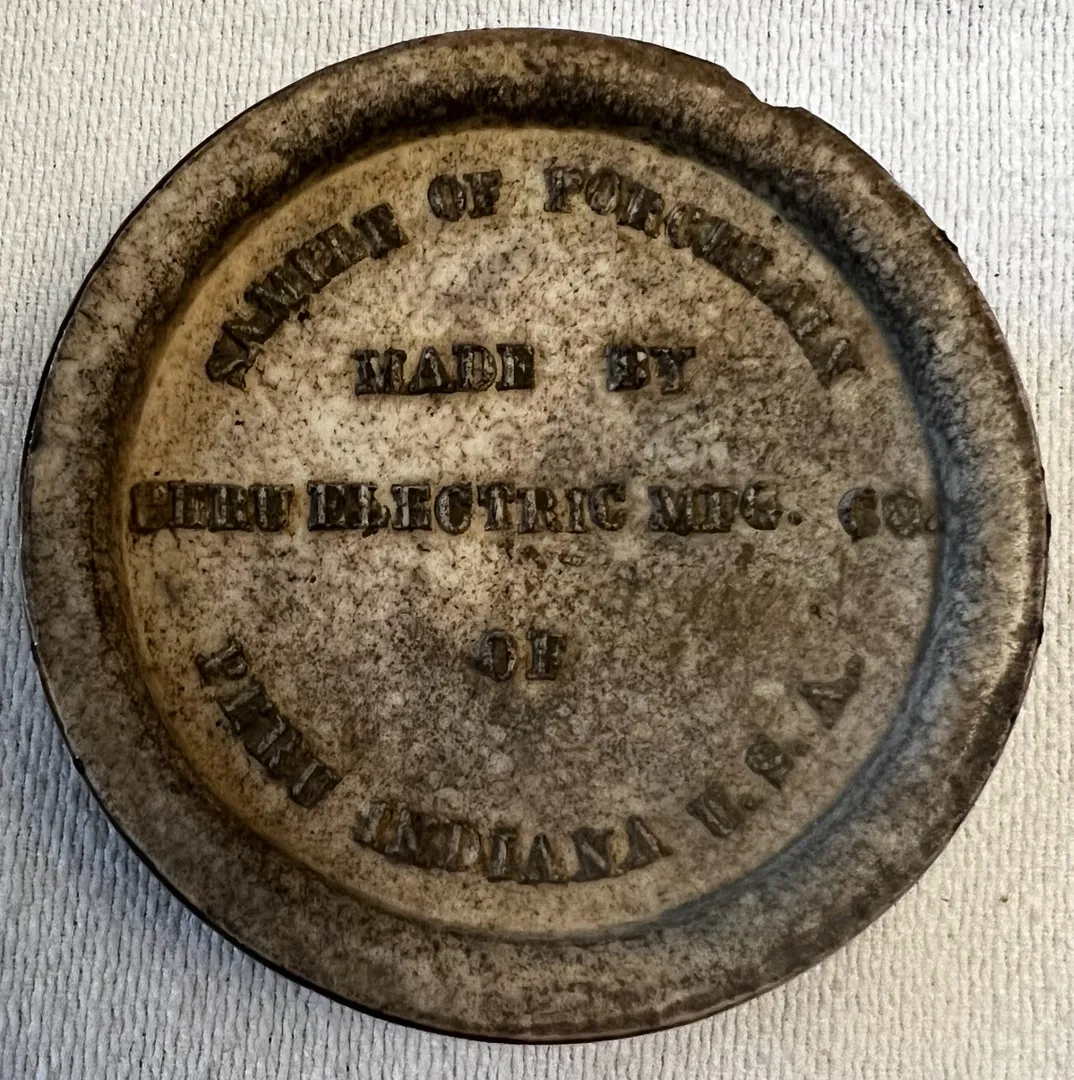 SAMPLE OF PORCELAIN
MADE BY
PERU ELECTRIC MFG. CO.
OF
PERU INDIANA U.S.A.